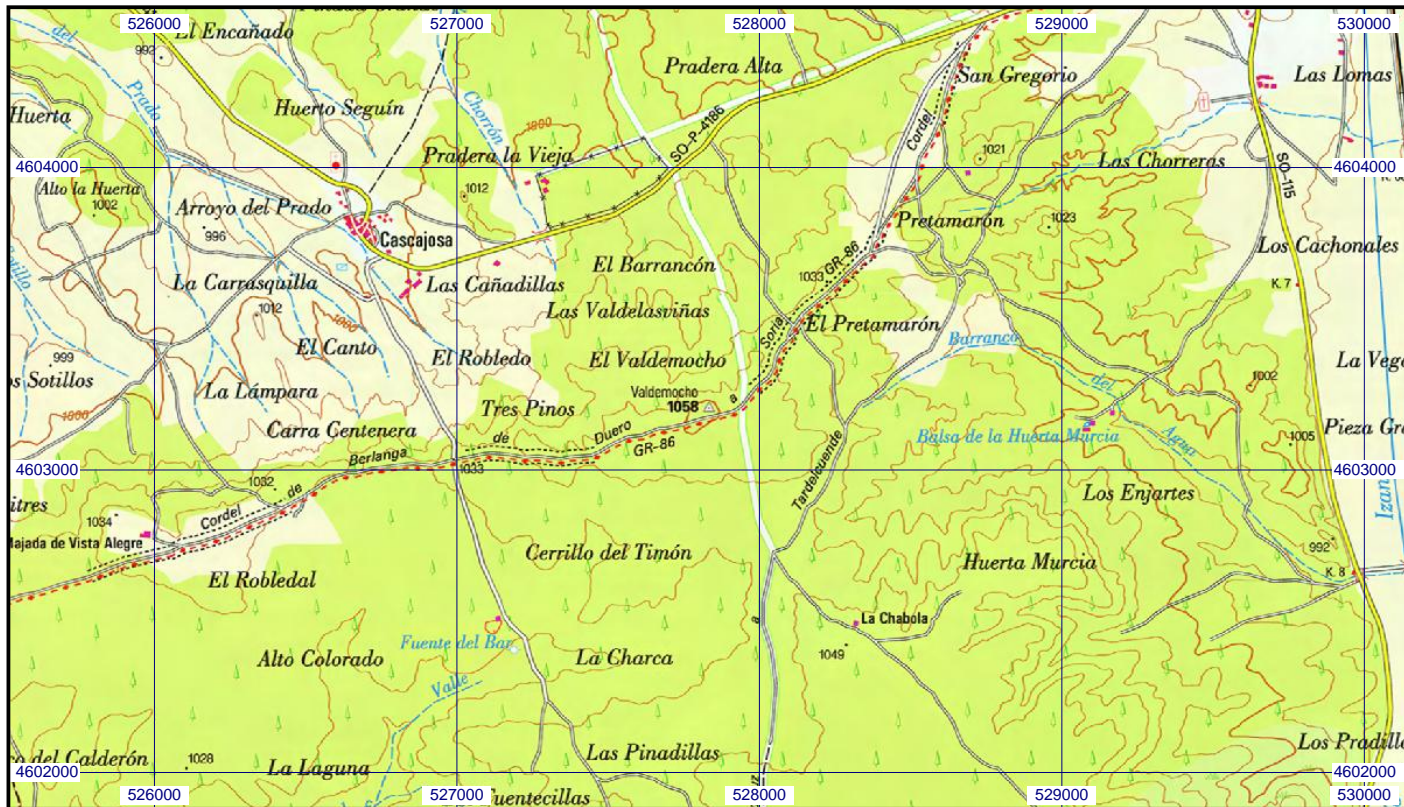 526000
527000
528000
529000
530000
El Encañado
Pradera Alta
San Gregorio
Las Lomas
del
992
Prado
Huerto Seguín
Chorrón
1000
SO-P-4186
Cordel
Huerta
1021
4604000
4604000
Pradera la Vieja
Las Chorreras
SO-115
Alto la Huerta
1002
1012
Arroyo del Prado
996
Cascajosa
Pretamarón
1023
Los Cachonales
El Barrancón
1033
GR-86
La Carrasquilla
Las Cañadillas
K. 7
1012
1000
Las Valdelasviñas
Soria
El Pretamarón
Barranco
El Canto
El Robledo
El Valdemocho
999
os Sotillos
La Lámpara
Valdemocho
1058
a
del
1002
La Vega
1000
Tres Pinos
Carra Centenera
de
Duero
GR-86
Balsa de la Huerta Murcia
Agua
1005
Berlanga
4603000
4603000
1033
Tardelcuende
1032
de
Cordel
Los Enjartes
Izan
itres
1034
Majada de Vista Alegre
Cerrillo del Timón
Huerta Murcia
992
El Robledal
K. 8
a
La Chabola
Fuente del Bar
1049
Alto Colorado
La Charca
Valle
Las Pinadillas
Los Pradill
co del Calderón
1028
La Laguna
4602000
4602000
526000
527000
Fuentecillas
528000
529000
530000